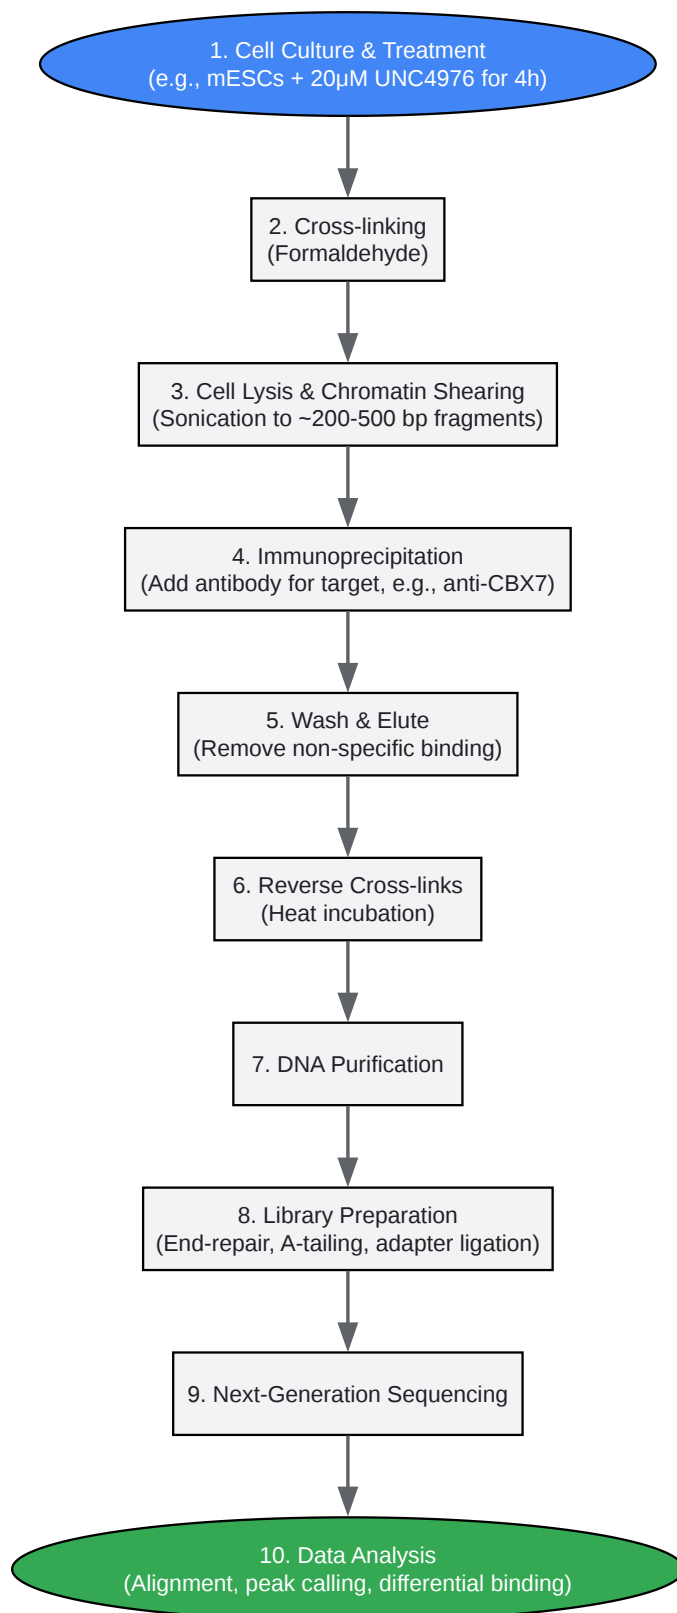 1. Cell Culture & Treatment
(e.g., mESCs + 20μM UNC4976 for 4h)
2. Cross-linking
(Formaldehyde)
3. Cell Lysis & Chromatin Shearing
(Sonication to ~200-500 bp fragments)
4. Immunoprecipitation
(Add antibody for target, e.g., anti-CBX7)
5. Wash & Elute
(Remove non-specific binding)
6. Reverse Cross-links
(Heat incubation)
7. DNA Purification
8. Library Preparation
(End-repair, A-tailing, adapter ligation)
9. Next-Generation Sequencing
10. Data Analysis
(Alignment, peak calling, differential binding)